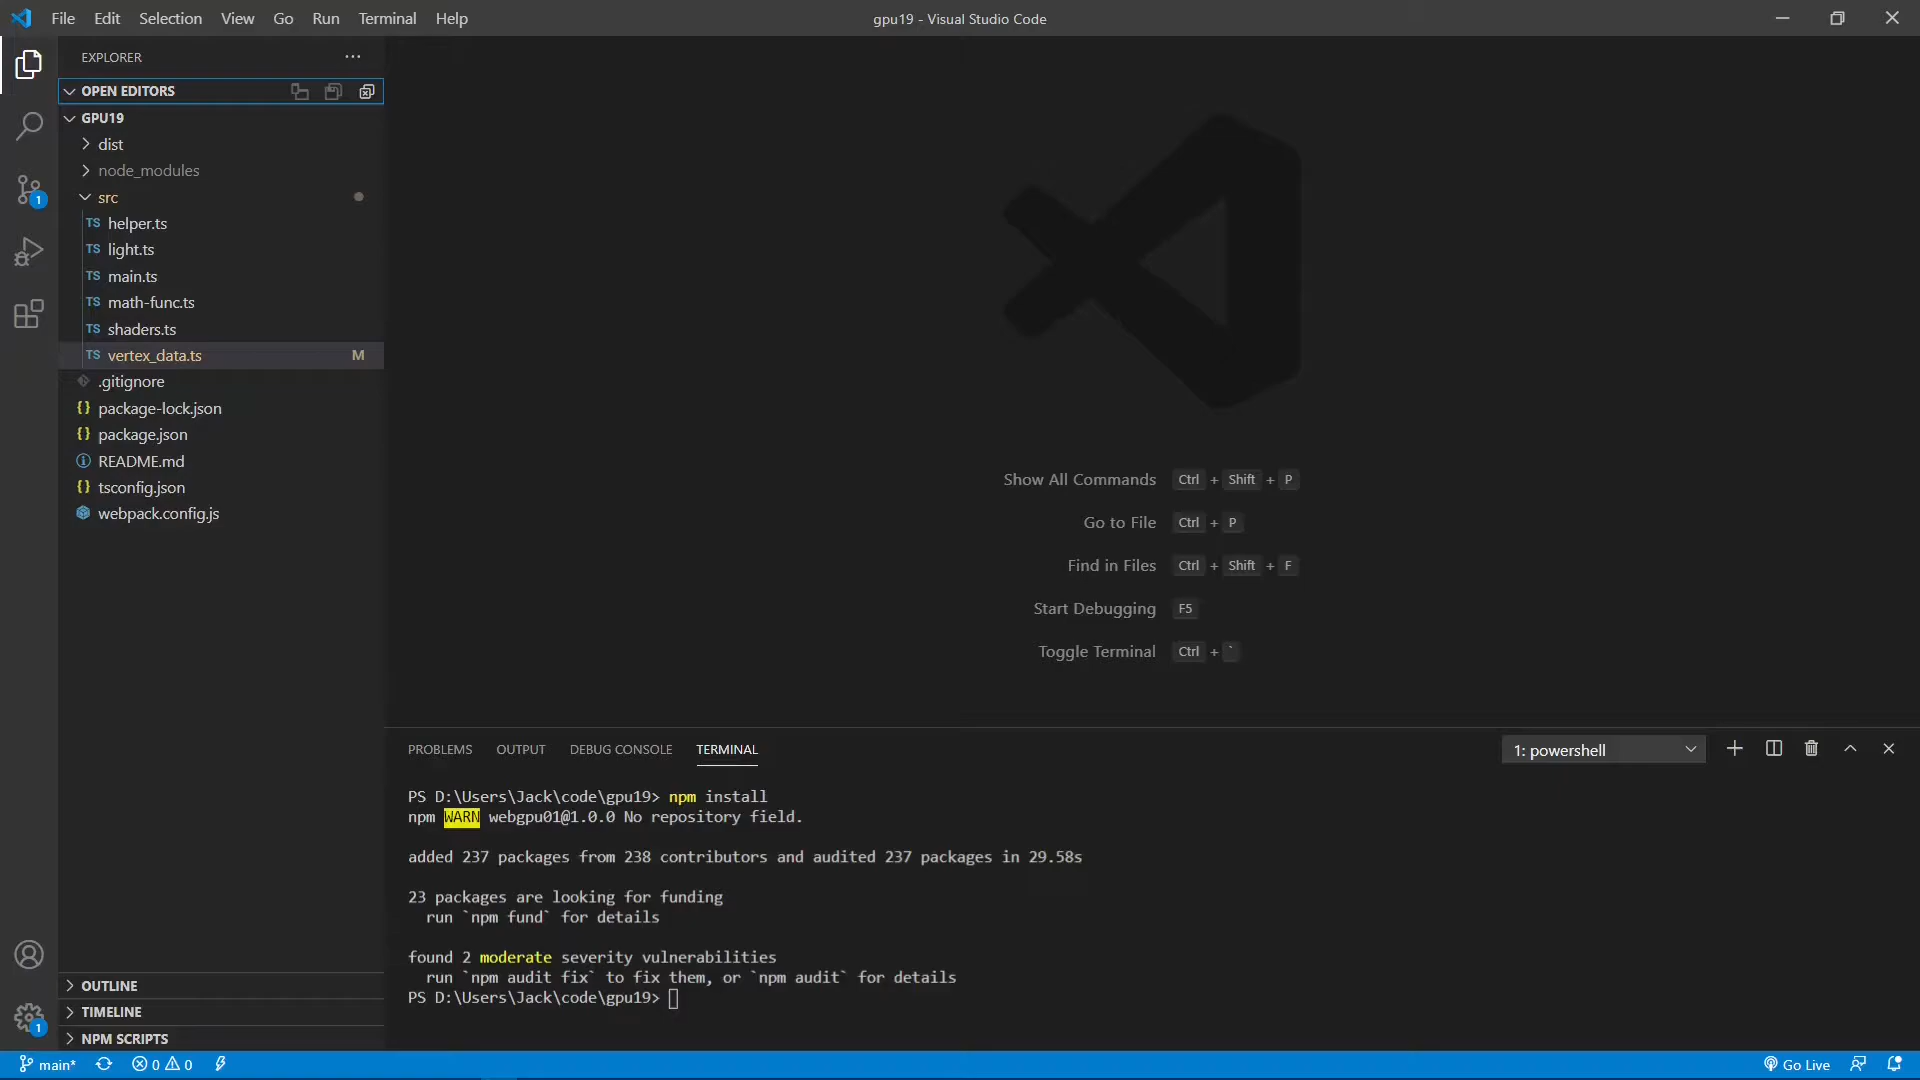 File Edit Selection View Go Run Terminal Help
gpu19 - Visual Studio Code
EXPLORER
OPEN EDITORS
GPU19
dist
node_modules
src
TS helper.ts
TS light.ts
TS main.ts
TS math-func.ts
TS shaders.ts
TS vertex_data.ts M
.gitignore
{} package-lock.json
{} package.json
README.md
{} tsconfig.json
webpack.config.js
OUTLINE
TIMELINE
NPM SCRIPTS
1
1
Show All Commands Ctrl + Shift + P
Go to File Ctrl + P
Find in Files Ctrl + Shift + F
Start Debugging F5
Toggle Terminal Ctrl + `
PROBLEMS OUTPUT DEBUG CONSOLE TERMINAL
1: powershell
PS D:\Users\Jack\code\gpu19> npm install
npm WARN webgpu01@1.0.0 No repository field.
added 237 packages from 238 contributors and audited 237 packages in 29.58s
23 packages are looking for funding
run `npm fund` for details
found 2 moderate severity vulnerabilities
run `npm audit fix` to fix them, or `npm audit` for details
PS D:\Users\Jack\code\gpu19>
main* 0 0
Go Live